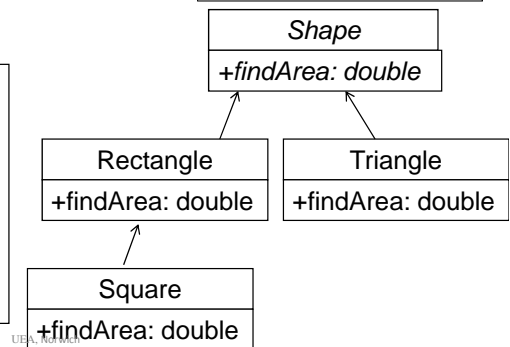 Shape
+findArea: double
Rectangle
+findArea: double
Triangle
+findArea: double
Square
+findArea: double
UEA, Norwich